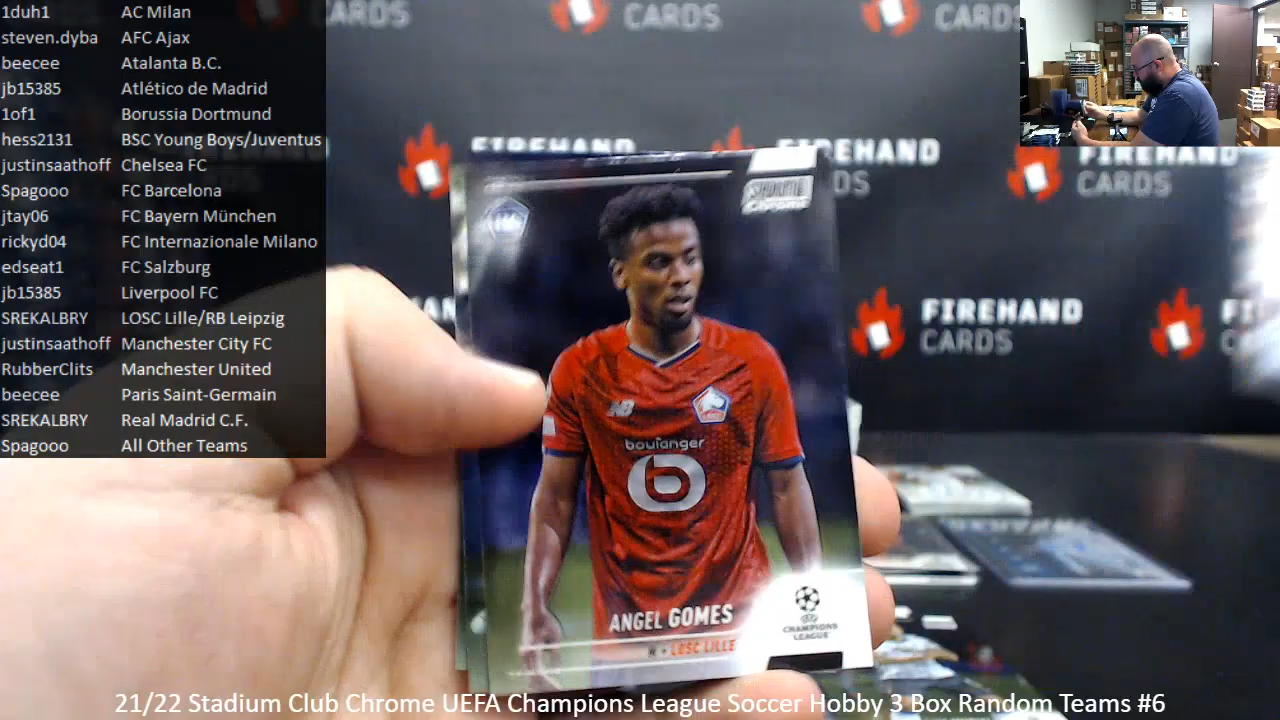 1duh1 AC Milan
steven.dyba AFC Ajax
beecee Atalanta B.C.
jb15385 Atlético de Madrid
1of1 Borussia Dortmund
hess2131 BSC Young Boys/Juventus
justinsaathoff Chelsea FC
Spagooo FC Barcelona
jtay06 FC Bayern München
rickyd04 FC Internazionale Milano
edseat1 FC Salzburg
jb15385 Liverpool FC
SREKALBRY LOSC Lille/RB Leipzig
justinsaathoff Manchester City FC
RubberClits Manchester United
beecee Paris Saint-Germain
SREKALBRY Real Madrid C.F.
Spagooo All Other Teams
CARDS
CARDS
CARDS
FIREHAND
FIREHAND
CARDS
FIREHAND
CARDS
STADIUM
CHROME
NB
boulanger
b
ANGEL GOMES
LOSC LILLE
CHAMPIONS
LEAGUE
21/22 Stadium Club Chrome UEFA Champions League Soccer Hobby 3 Box Random Teams #6